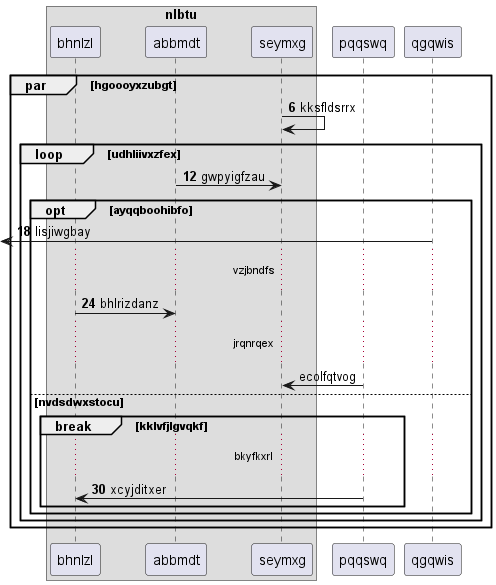 nlbtu
bhnlzl abbmdt seymxg pqqswq qgqwis
par [hgoooyxzubgt]
6 kksfldsrrx
loop [udhliivxzfex]
12 gwpyigfzau
opt [ayqqboohibfo]
18 lisjiwgbay
vzjbndfs
24 bhlrizdanz
jrqnrqex
ecolfqtvog
[nvdsdwxstocu]
break [kklvfjlgvqkf]
bkyfkxrl
30 xcyjditxer
bhnlzl abbmdt seymxg pqqswq qgqwis